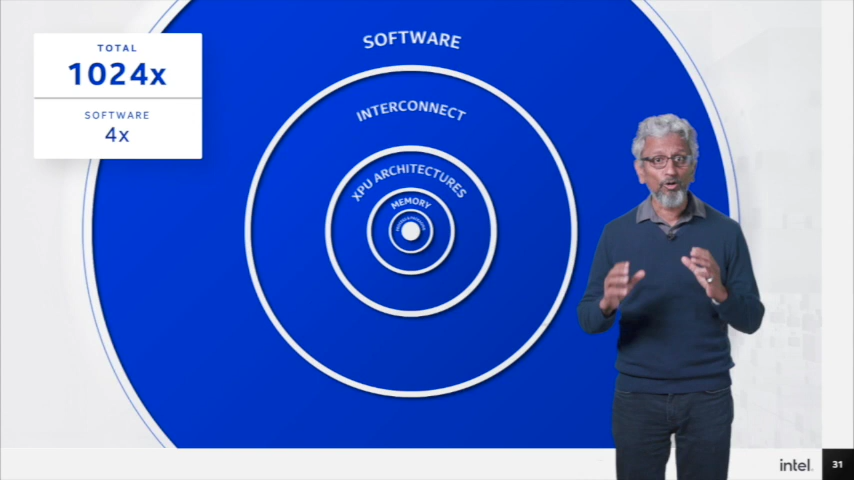 TOTAL
1024x
SOFTWARE
4x
SOFTWARE
INTERCONNECT
XPU ARCHITECTURES
MEMORY
intel.
31